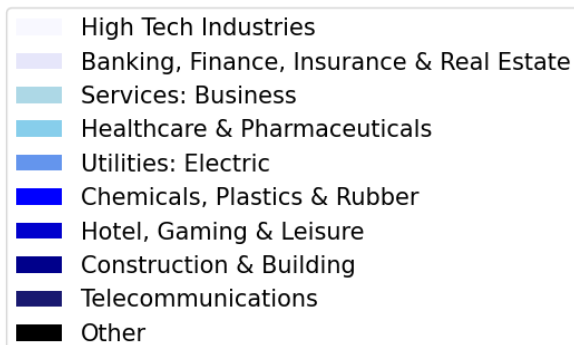 High Tech Industries
Banking, Finance, Insurance & Real Estate
Services: Business
Healthcare & Pharmaceuticals
Utilities: Electric
Chemicals, Plastics & Rubber
Hotel, Gaming & Leisure
Construction & Building
Telecommunications
Other